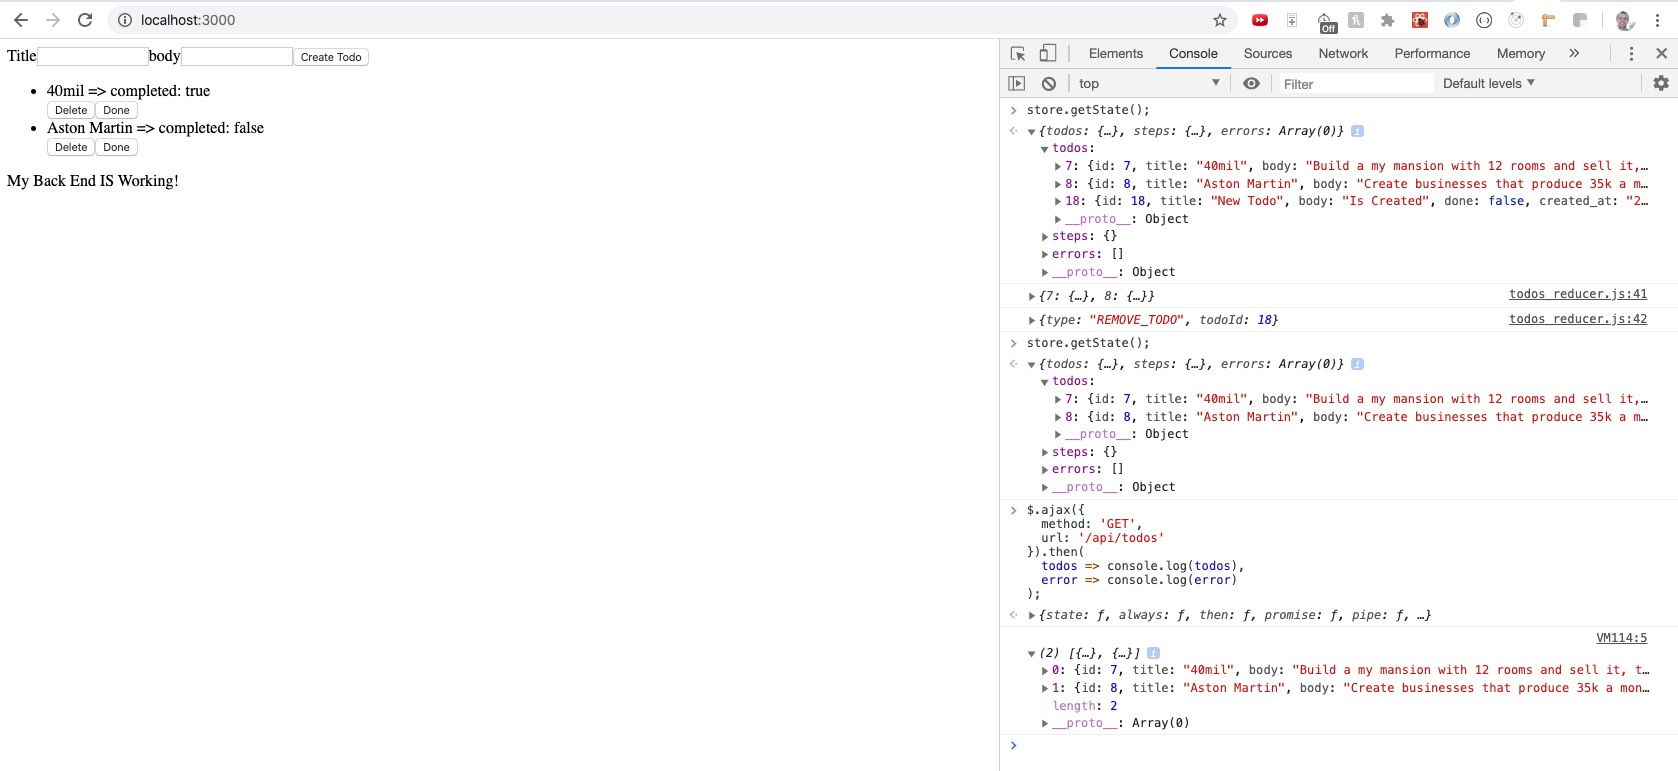 localhost:3000
Off
Title body Create Todo
40mil => completed: true
Delete Done
Aston Martin => completed: false
Delete Done
My Back End IS Working!
Elements Console Sources Network Performance Memory »
top Filter Default levels
store.getState();
{todos: {…}, steps: {…}, errors: Array(0)} i
todos:
7: {id: 7, title: "40mil", body: "Build a my mansion with 12 rooms and sell it,…
8: {id: 8, title: "Aston Martin", body: "Create businesses that produce 35k a m…
18: {id: 18, title: "New Todo", body: "Is Created", done: false, created_at: "2…
__proto__: Object
steps: {}
errors: []
__proto__: Object
{7: {…}, 8: {…}} todos_reducer.js:41
{type: "REMOVE_TODO", todoId: 18} todos_reducer.js:42
store.getState();
{todos: {…}, steps: {…}, errors: Array(0)} i
todos:
7: {id: 7, title: "40mil", body: "Build a my mansion with 12 rooms and sell it,…
8: {id: 8, title: "Aston Martin", body: "Create businesses that produce 35k a m…
__proto__: Object
steps: {}
errors: []
__proto__: Object
$.ajax({
method: 'GET',
url: '/api/todos'
}).then(
todos => console.log(todos),
error => console.log(error)
);
{state: ƒ, always: ƒ, then: ƒ, promise: ƒ, pipe: ƒ, …}
VM114:5
(2) [{…}, {…}] i
0: {id: 7, title: "40mil", body: "Build a my mansion with 12 rooms and sell it, t…
1: {id: 8, title: "Aston Martin", body: "Create businesses that produce 35k a mon…
length: 2
__proto__: Array(0)